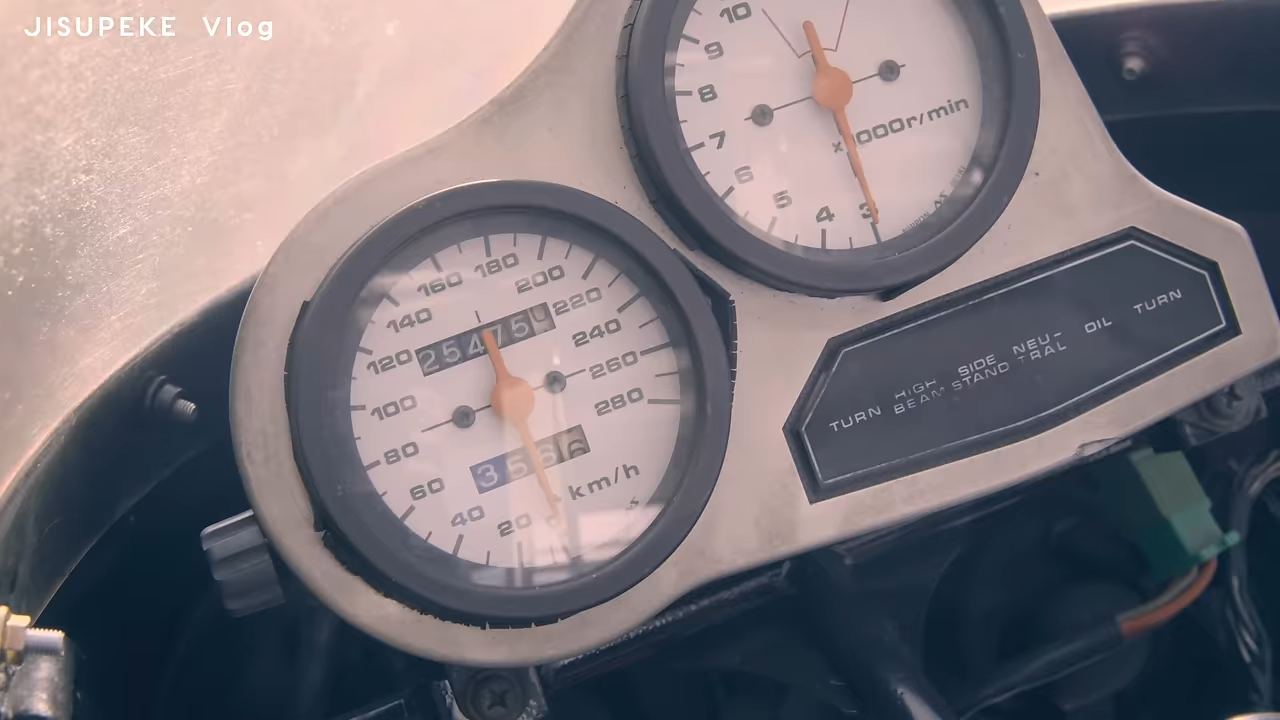 JISUPEKE Vlog
10
9
8
7
6
5
4
3
x1000r/min
160
180
200
140
220
240
120
260
100
280
80
60
40
20
km/h
TURN
HIGH BEAM
SIDE STAND
NEU-TRAL
OIL
TURN